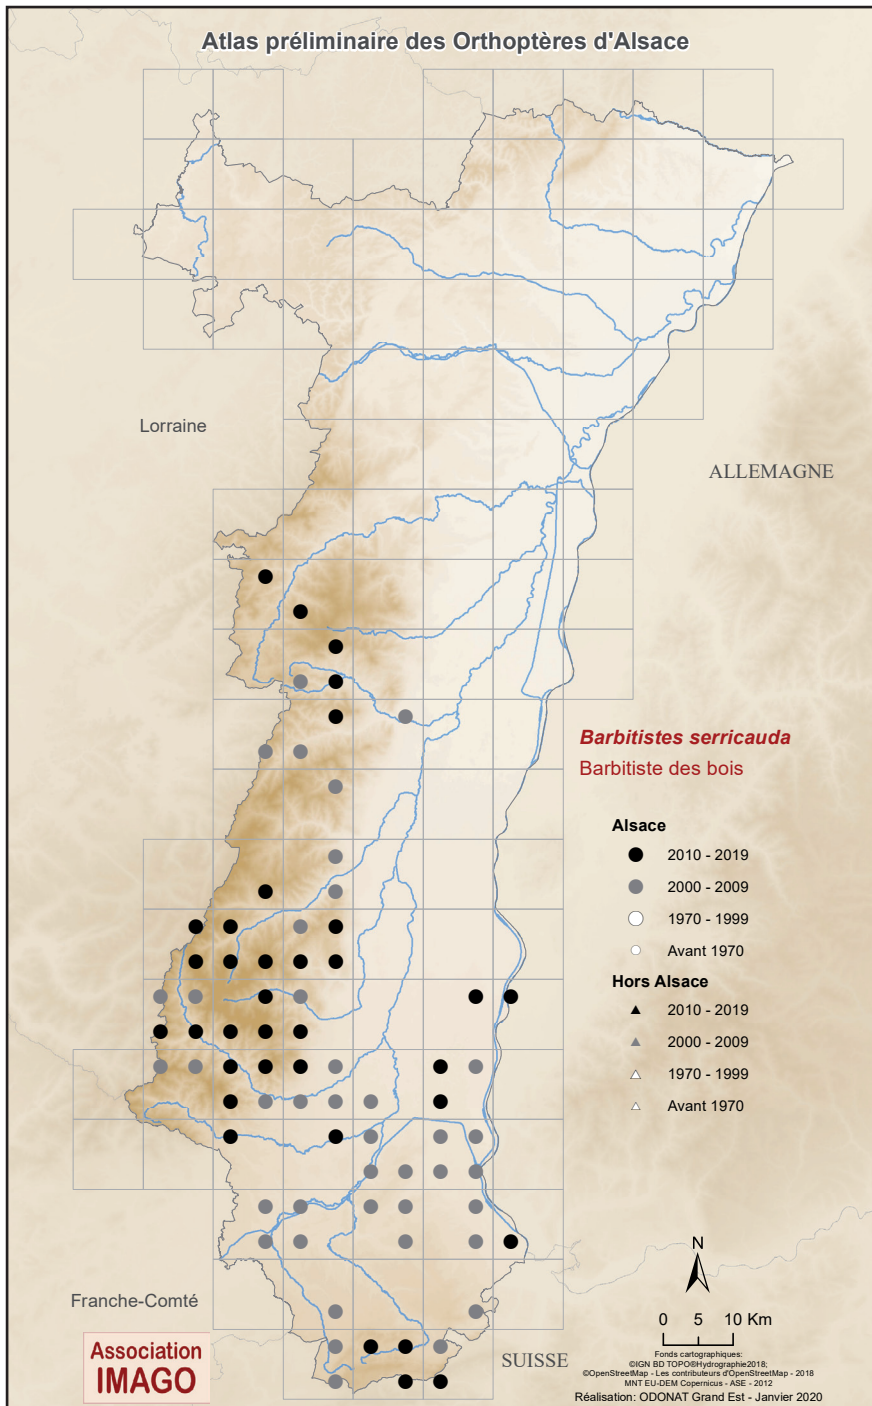 Atlas préliminaire des Orthoptères d'Alsace
Lorraine
ALLEMAGNE
Barbitistes serricauda
Barbitiste des bois
Alsace
2010 - 2019
2000 - 2009
1970 - 1999
Avant 1970
Hors Alsace
2010 - 2019
2000 - 2009
1970 - 1999
Avant 1970
N
0 5 10 Km
Franche-Comté
SUISSE
Association
IMAGO
Fonds cartographiques:
©IGN BD TOPO®Hydrographie2018;
©OpenStreetMap - Les contributeurs d'OpenStreetMap - 2018
MNT EU-DEM Copernicus - ASE - 2012
Réalisation: ODONAT Grand Est - Janvier 2020